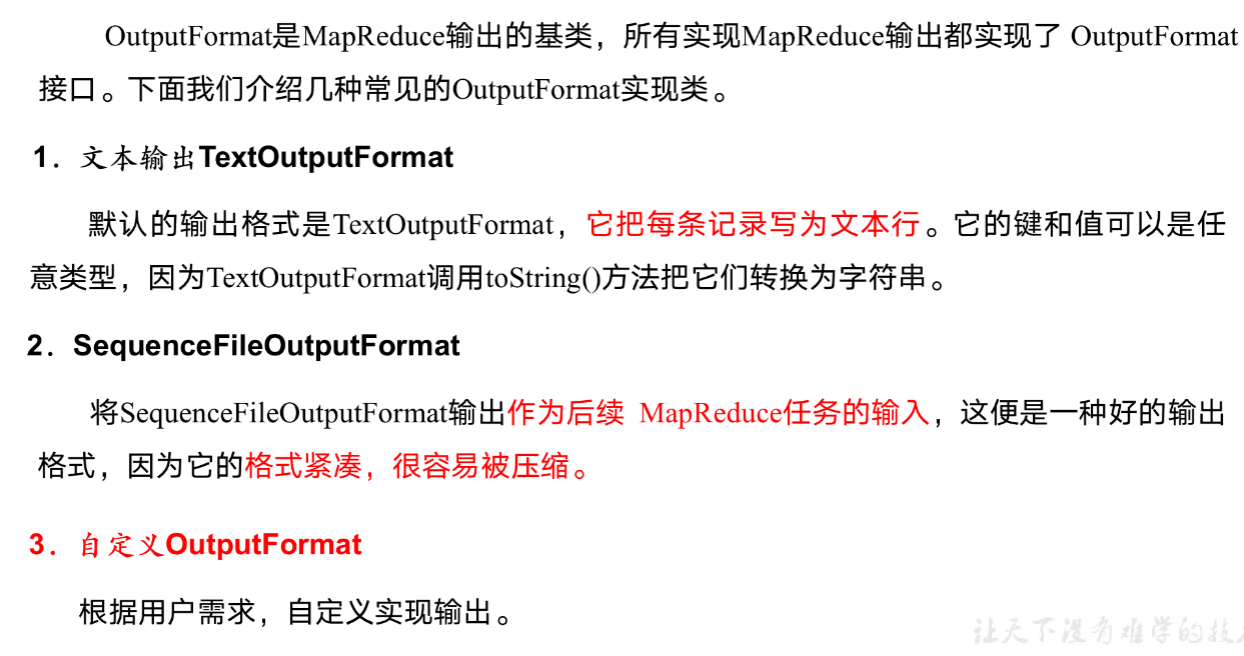 OutputFormat是MapReduce输出的基类，所有实现MapReduce输出都实现了 OutputFormat
接口。下面我们介绍几种常见的OutputFormat实现类。
1．文本输出TextOutputFormat
默认的输出格式是TextOutputFormat，它把每条记录写为文本行。它的键和值可以是任
意类型，因为TextOutputFormat调用toString()方法把它们转换为字符串。
2．SequenceFileOutputFormat
将SequenceFileOutputFormat输出作为后续 MapReduce任务的输入，这便是一种好的输出
格式，因为它的格式紧凑，很容易被压缩。
3．自定义OutputFormat
根据用户需求，自定义实现输出。
让天下没有难学的技